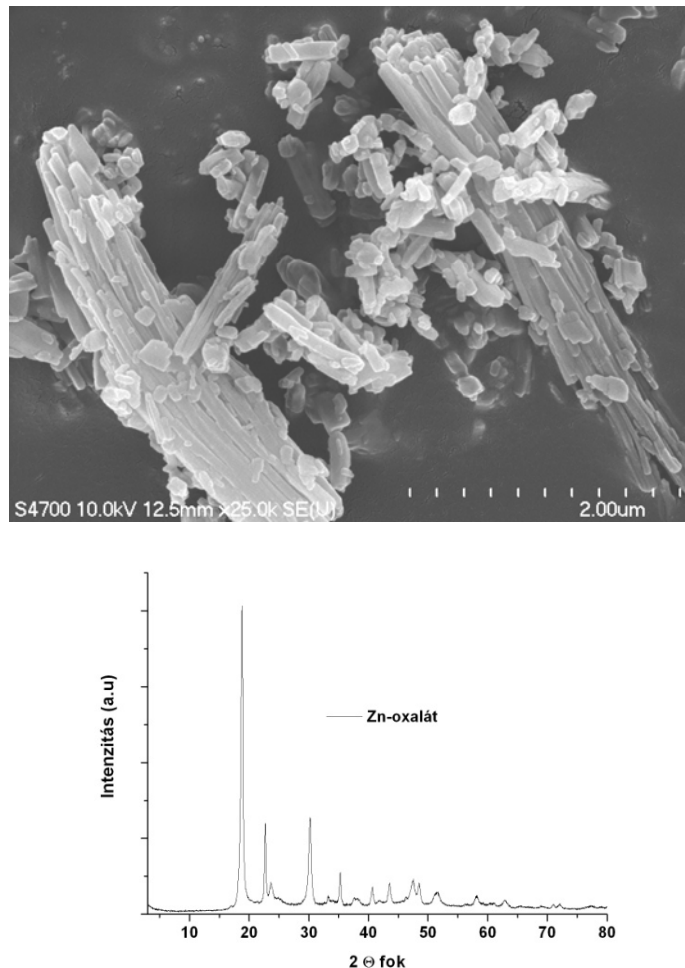 S4700 10.0kV 12.5mm x25.0k SE(U) 2.00um
Intenzitás (a.u)
Zn-oxalát
10 20 30 40 50 60 70 80
2 Θ fok